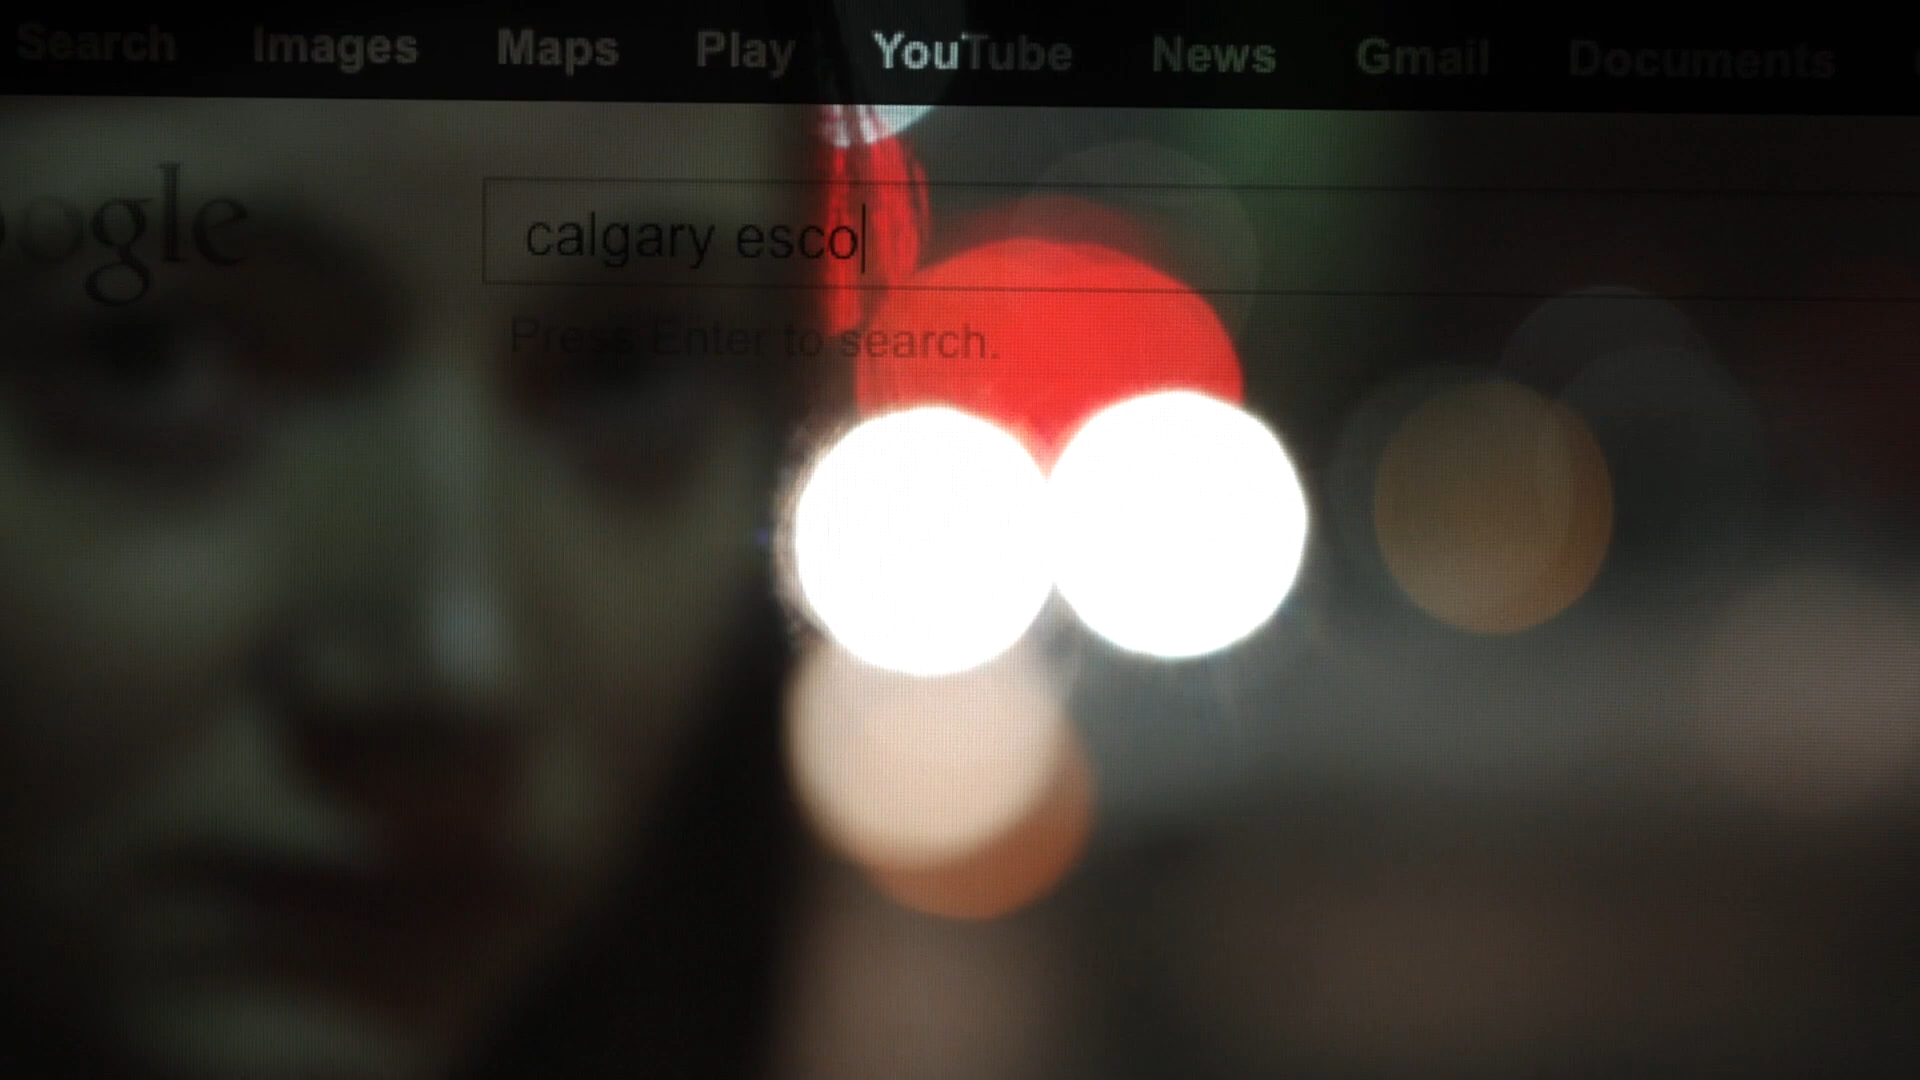 Search Images Maps Play YouTube News Gmail Documents
oogle
calgary esco
Press Enter to search.